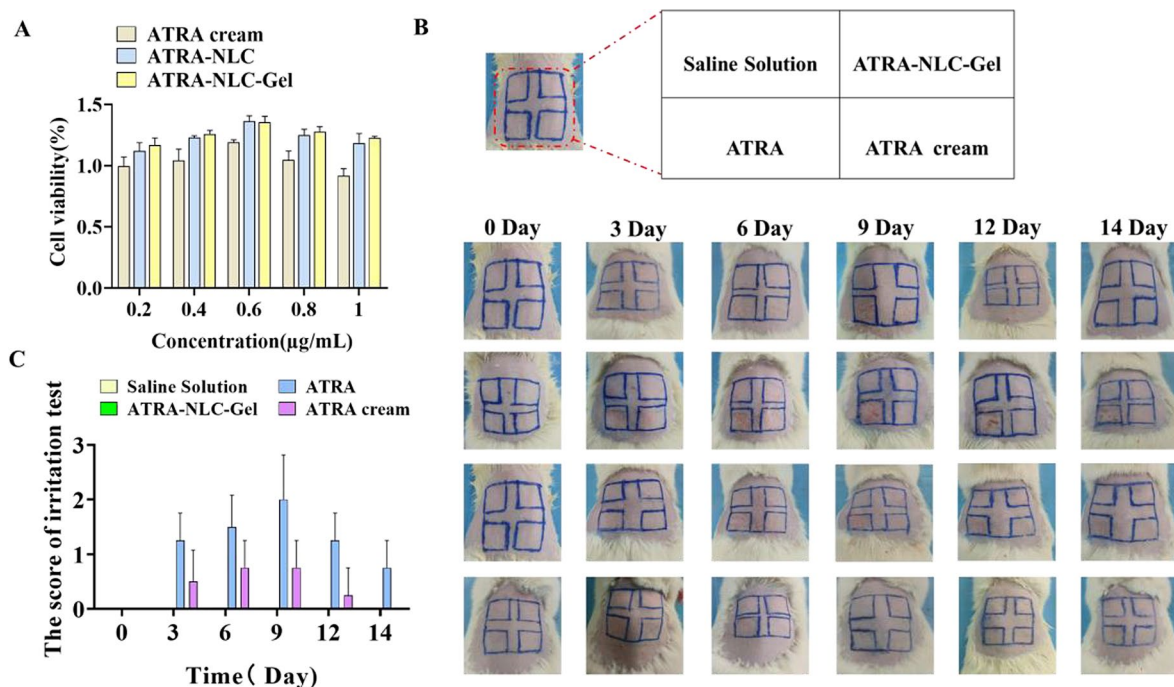 A
ATRA cream
ATRA-NLC
ATRA-NLC-Gel
Cell viability(%)
1.5
1.0
0.5
0.0
0.2 0.4 0.6 0.8 1
Concentration(μg/mL)
B
Saline Solution ATRA-NLC-Gel
ATRA ATRA cream
0 Day 3 Day 6 Day 9 Day 12 Day 14 Day
C
Saline Solution ATRA
ATRA-NLC-Gel ATRA cream
The score of irritation test
3
2
1
0
0 3 6 9 12 14
Time( Day)